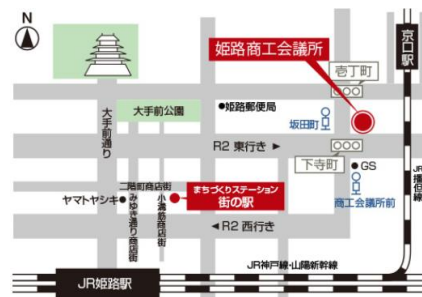 N
姫路商工会議所
京口駅
壱丁町
大手前公園
姫路郵便局
坂田町
大手前通り
R2 東行き
下寺町
GS
JR播但線
二階町商店街
まちづくりステーション
街の駅
ヤマトヤシキ
みゆき通り商店街
小溝筋商店街
商工会議所前
R2 西行き
JR神戸線・山陽新幹線
JR姫路駅